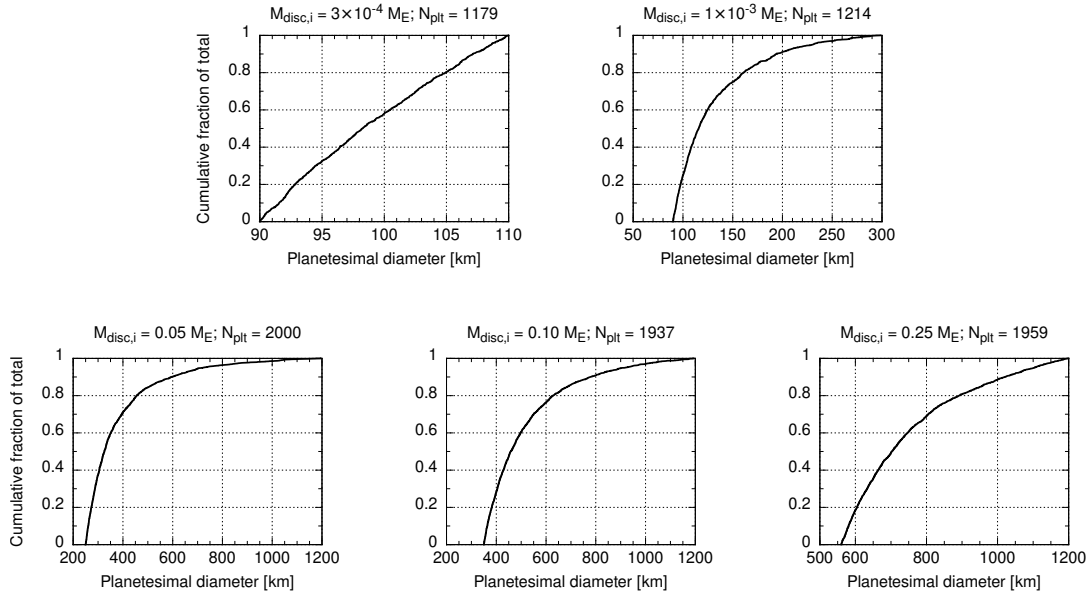 M_disc,i = 3×10^-4 M_E; N_plt = 1179
M_disc,i = 1×10^-3 M_E; N_plt = 1214
Cumulative fraction of total
1
0.8
0.6
0.4
0.2
0
90 95 100 105 110
Planetesimal diameter [km]
1
0.8
0.6
0.4
0.2
0
50 100 150 200 250 300
Planetesimal diameter [km]
M_disc,i = 0.05 M_E; N_plt = 2000
M_disc,i = 0.10 M_E; N_plt = 1937
M_disc,i = 0.25 M_E; N_plt = 1959
Cumulative fraction of total
1
0.8
0.6
0.4
0.2
0
200 400 600 800 1000 1200
Planetesimal diameter [km]
1
0.8
0.6
0.4
0.2
0
200 400 600 800 1000 1200
Planetesimal diameter [km]
1
0.8
0.6
0.4
0.2
0
500 600 800 1000 1200
Planetesimal diameter [km]